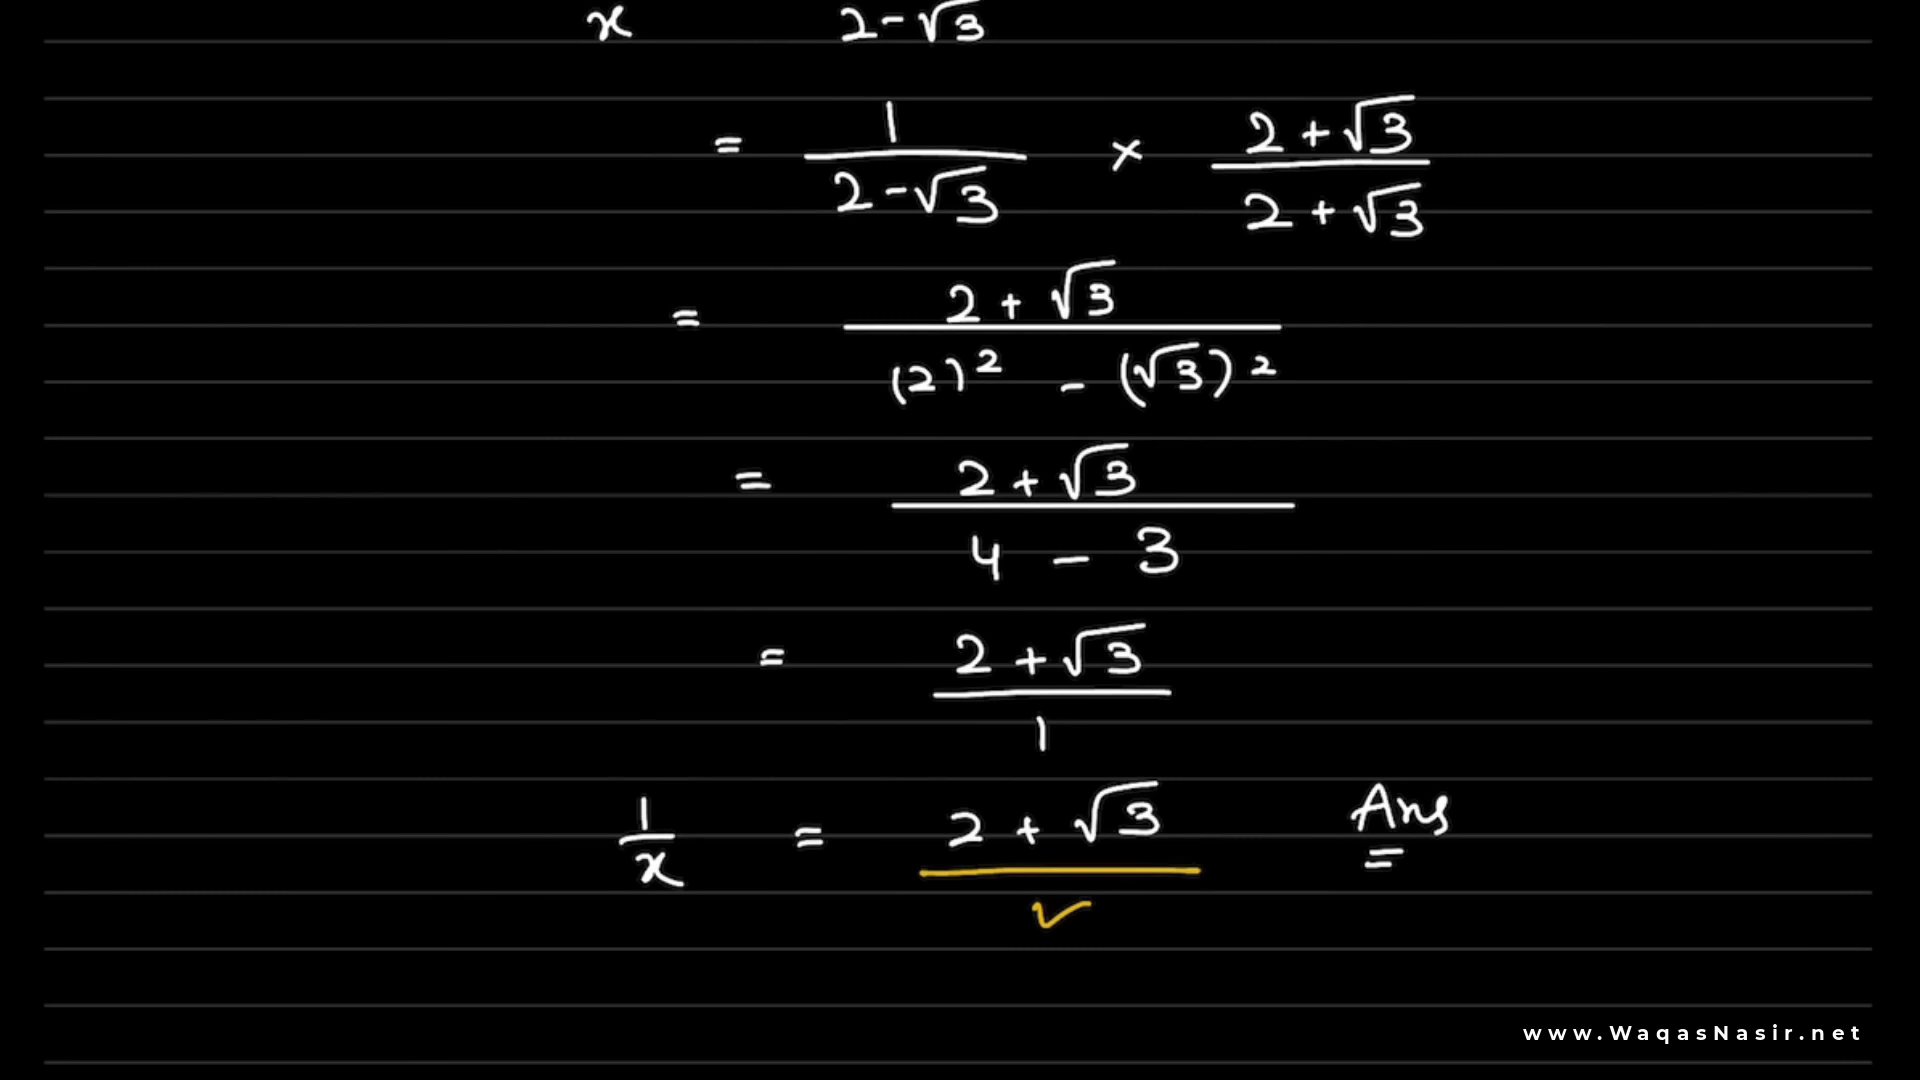 x 2-√3
= 1/(2-√3) × (2+√3)/(2+√3)
= (2+√3)/((2)² - (√3)²)
= (2+√3)/(4 - 3)
= (2+√3)/1
1/x = 2+√3 Ans
www.WaqasNasir.net